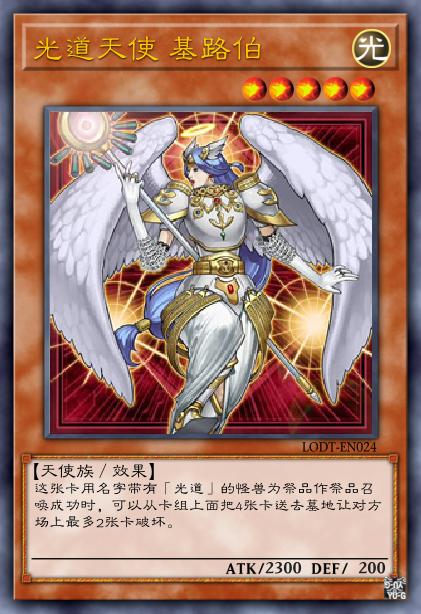 光道天使 基路伯
光
LODT-EN024
【天使族／效果】
这张卡用名字带有「光道」的怪兽为祭品作祭品召
唤成功时，可以从卡组上面把4张卡送去墓地让对方
场上最多2张卡破坏。
ATK/2300 DEF/ 200